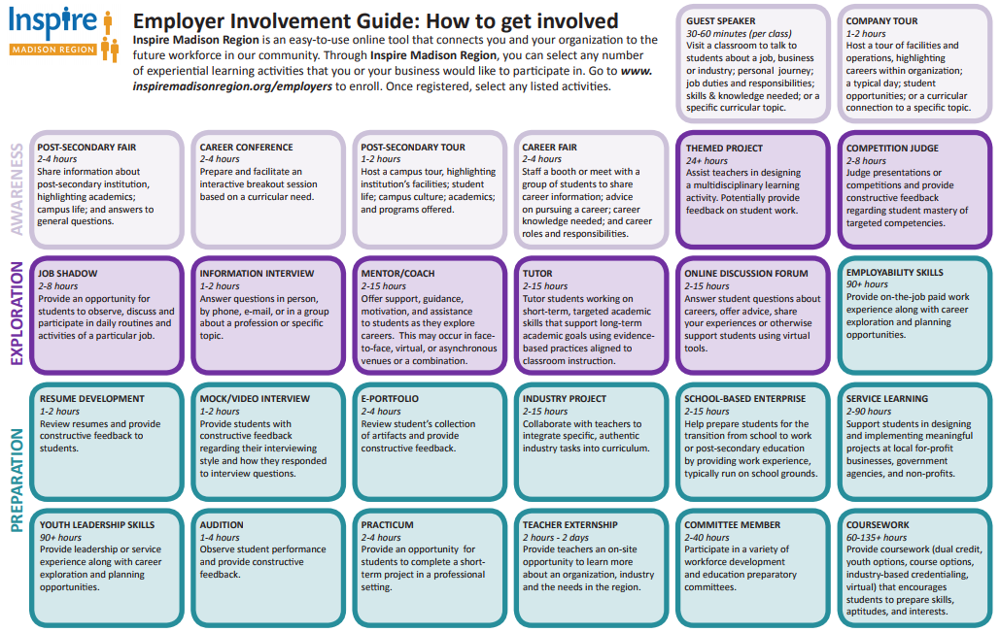 Inspire
MADISON REGION
Employer Involvement Guide: How to get involved
Inspire Madison Region is an easy-to-use online tool that connects you and your organization to the
future workforce in our community. Through Inspire Madison Region, you can select any number
of experiential learning activities that you or your business would like to participate in. Go to www.
inspiremadisonregion.org/employers to enroll. Once registered, select any listed activities.
GUEST SPEAKER
30-60 minutes (per class)
Visit a classroom to talk to
students about a job, business
or industry; personal journey;
job duties and responsibilities;
skills & knowledge needed; or a
specific curricular topic.
COMPANY TOUR
1-2 hours
Host a tour of facilities and
operations, highlighting
careers within organization;
a typical day; student
opportunities; or a curricular
connection to a specific topic.
AWARENESS
POST-SECONDARY FAIR
2-4 hours
Share information about
post-secondary institution,
highlighting academics;
campus life; and answers to
general questions.
CAREER CONFERENCE
2-4 hours
Prepare and facilitate an
interactive breakout session
based on a curricular need.
POST-SECONDARY TOUR
1-2 hours
Host a campus tour, highlighting
institution's facilities; student
life; campus culture; academics;
and programs offered.
CAREER FAIR
2-4 hours
Staff a booth or meet with a
group of students to share
career information; advice
on pursuing a career; career
knowledge needed; and career
roles and responsibilities.
THEMED PROJECT
24+ hours
Assist teachers in designing
a multidisciplinary learning
activity. Potentially provide
feedback on student work.
COMPETITION JUDGE
2-8 hours
Judge presentations or
competitions and provide
constructive feedback
regarding student mastery of
targeted competencies.
EXPLORATION
JOB SHADOW
2-8 hours
Provide an opportunity for
students to observe, discuss and
participate in daily routines and
activities of a particular job.
INFORMATION INTERVIEW
1-2 hours
Answer questions in person,
by phone, e-mail, or in a group
about a profession or specific
topic.
MENTOR/COACH
2-15 hours
Offer support, guidance,
motivation, and assistance
to students as they explore
careers. This may occur in face-
to-face, virtual, or asynchronous
venues or a combination.
TUTOR
2-15 hours
Tutor students working on
short-term, targeted academic
skills that support long-term
academic goals using evidence-
based practices aligned to
classroom instruction.
ONLINE DISCUSSION FORUM
2-15 hours
Answer student questions about
careers, offer advice, share
your experiences or otherwise
support students using virtual
tools.
EMPLOYABILITY SKILLS
90+ hours
Provide on-the-job paid work
experience along with career
exploration and planning
opportunities.
PREPARATION
RESUME DEVELOPMENT
1-2 hours
Review resumes and provide
constructive feedback to
students.
MOCK/VIDEO INTERVIEW
1-2 hours
Provide students with
constructive feedback
regarding their interviewing
style and how they responded
to interview questions.
E-PORTFOLIO
2-4 hours
Review student's collection
of artifacts and provide
constructive feedback.
INDUSTRY PROJECT
2-15 hours
Collaborate with teachers to
integrate specific, authentic
industry tasks into curriculum.
SCHOOL-BASED ENTERPRISE
2-15 hours
Help prepare students for the
transition from school to work
or post-secondary education
by providing work experience,
typically run on school grounds.
SERVICE LEARNING
2-90 hours
Support students in designing
and implementing meaningful
projects at local for-profit
businesses, government
agencies, and non-profits.
YOUTH LEADERSHIP SKILLS
90+ hours
Provide leadership or service
experience along with career
exploration and planning
opportunities.
AUDITION
1-4 hours
Observe student performance
and provide constructive
feedback.
PRACTICUM
2-4 hours
Provide an opportunity for
students to complete a short-
term project in a professional
setting.
TEACHER EXTERNSHIP
2 hours - 2 days
Provide teachers an on-site
opportunity to learn more
about an organization, industry
and the needs in the region.
COMMITTEE MEMBER
2-40 hours
Participate in a variety of
workforce development
and education preparatory
committees.
COURSEWORK
60-135+ hours
Provide coursework (dual credit,
youth options, course options,
industry-based credentialing,
virtual) that encourages
students to prepare skills,
aptitudes, and interests.